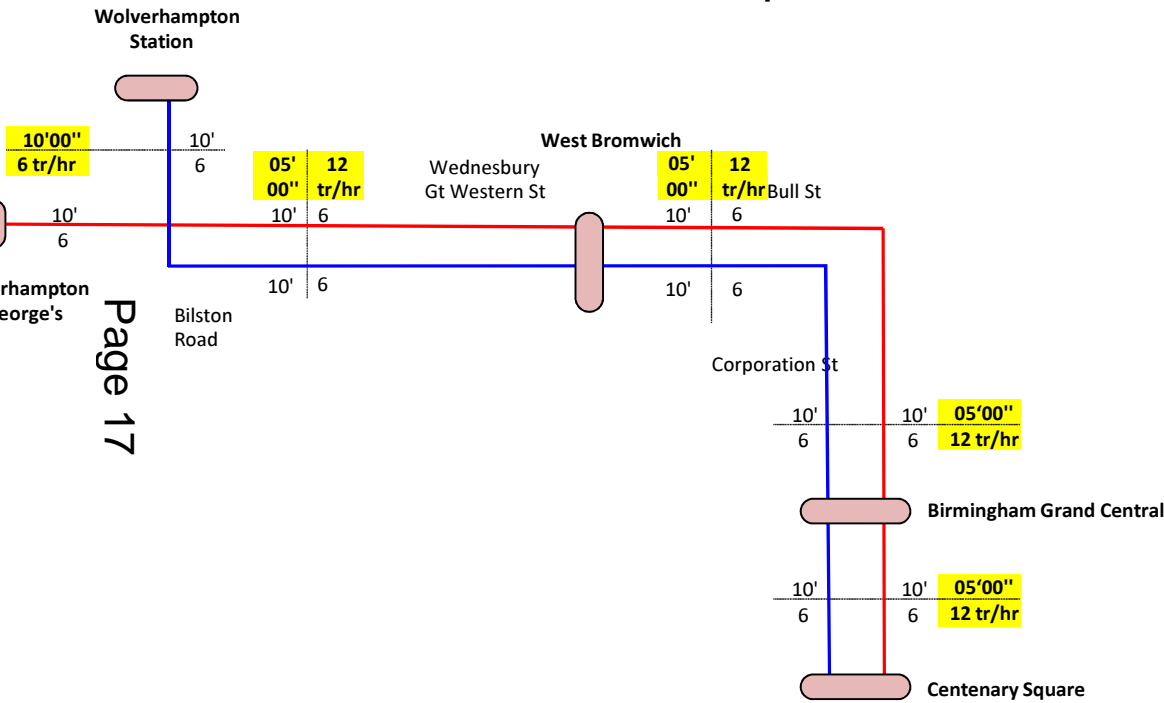 Wolverhampton
Station
10'00"
6 tr/hr
10'
6
West Bromwich
05'
00"
12
tr/hr
Wednesbury
Gt Western St
05'
00"
12
tr/hr
Bull St
10'
6
10'
6
10'
6
10'
6
10'
6
rhampton
eorge's
Page 17
Bilston
Road
Corporation St
10'
6
10'
6
05‘00"
12 tr/hr
Birmingham Grand Central
10'
6
10'
6
05‘00"
12 tr/hr
Centenary Square